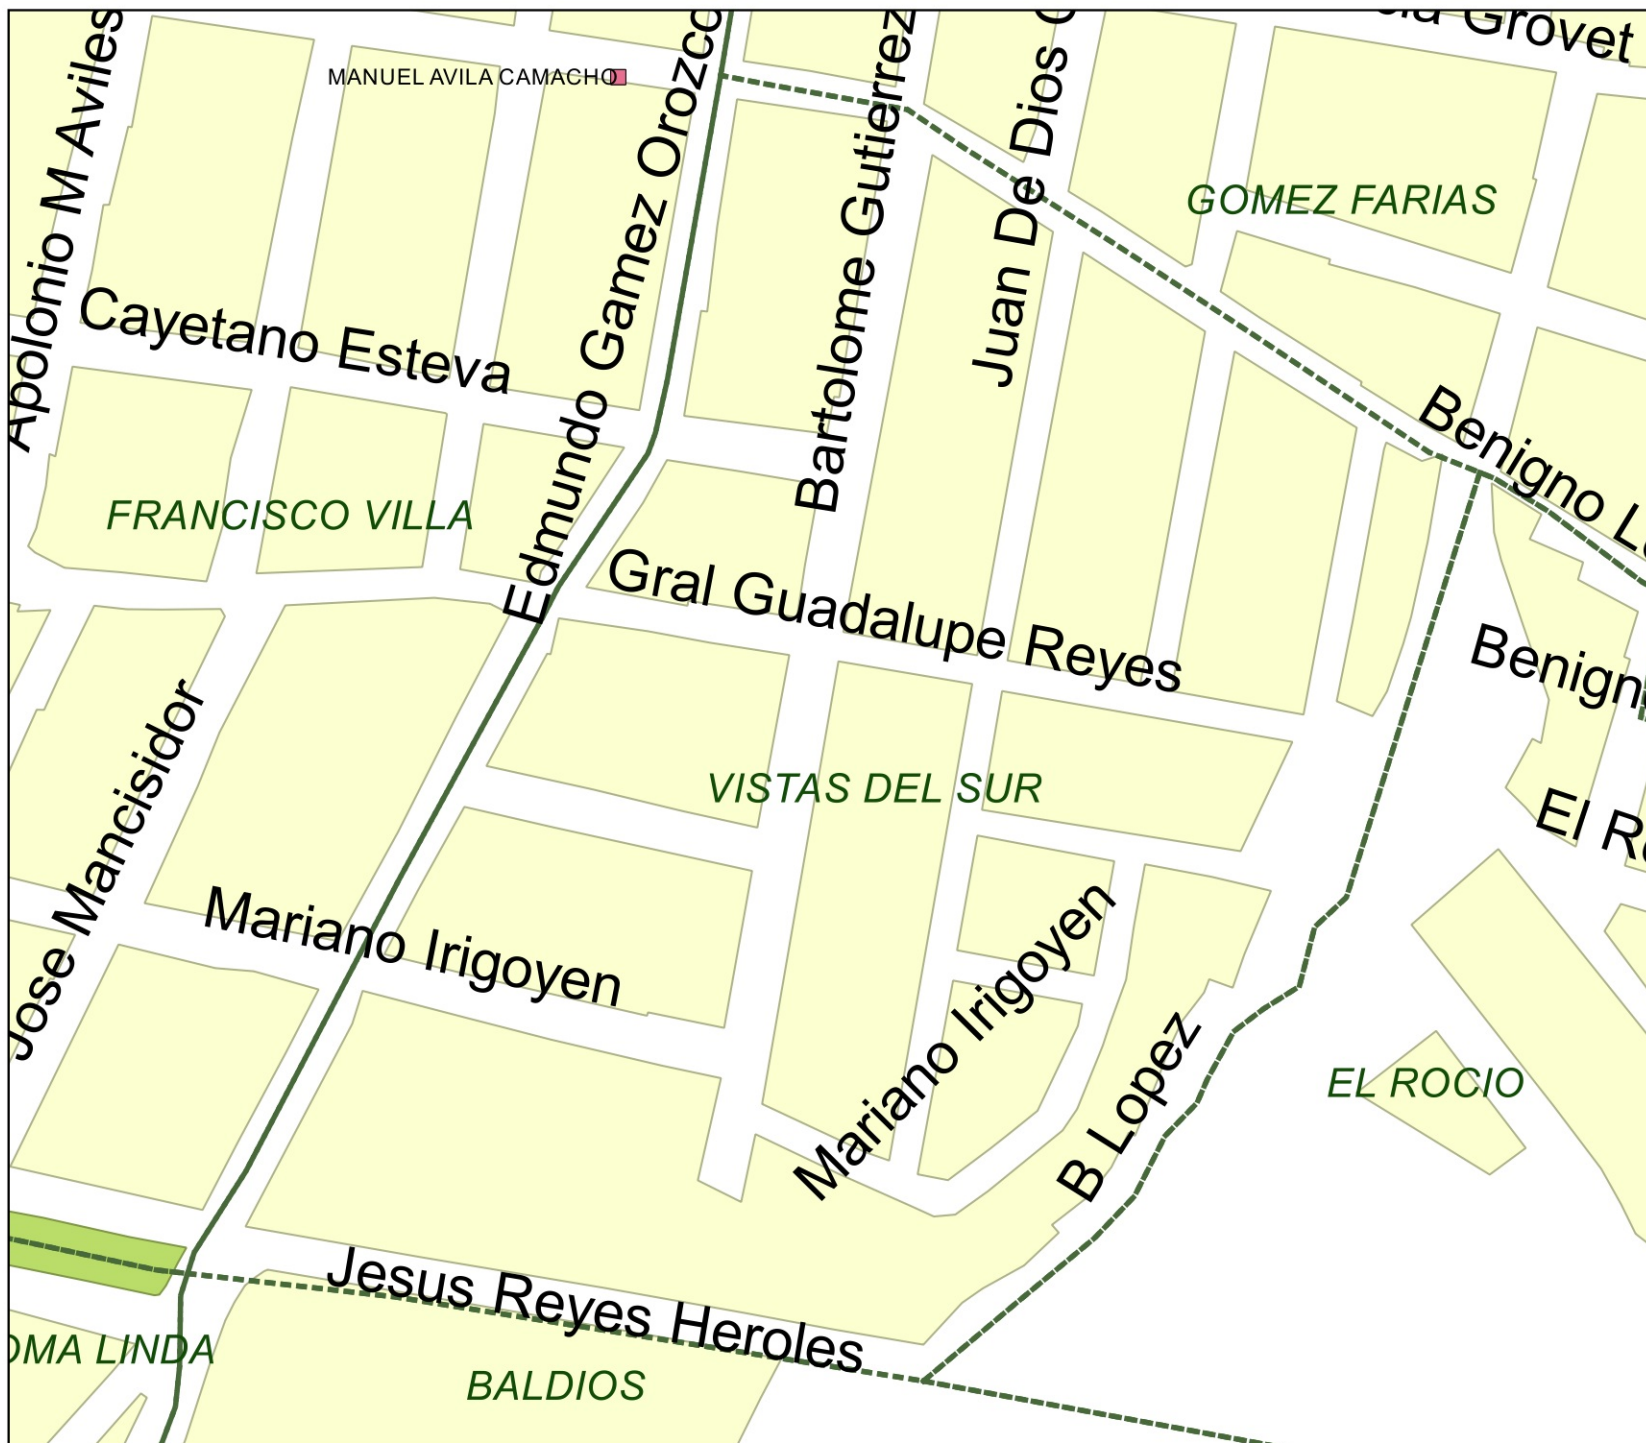 Grovet
Apolonio M Aviles
MANUEL AVILA CAMACHO
Edmundo Gamez Orozco
Bartolome Gutierrez
Juan De Dios
GOMEZ FARIAS
Cayetano Esteva
Benigno
FRANCISCO VILLA
Gral Guadalupe Reyes
Jose Mancisidor
VISTAS DEL SUR
El
Mariano Irigoyen
Mariano Irigoyen
B Lopez
EL ROCIO
Jesus Reyes Heroles
LINDA
BALDIOS